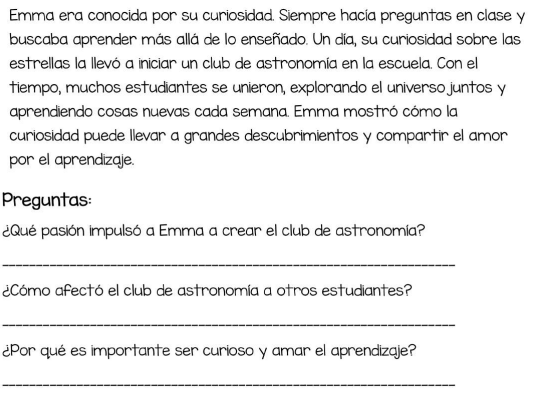 Emma era conocida por su curiosidad. Siempre hacía preguntas en clase y
buscaba aprender más allá de lo enseñado. Un día, su curiosidad sobre las
estrellas la llevó a iniciar un club de astronomía en la escuela. Con el
tiempo, muchos estudiantes se unieron, explorando el universo juntos y
aprendiendo cosas nuevas cada semana. Emma mostró cómo la
curiosidad puede llevar a grandes descubrimientos y compartir el amor
por el aprendizaje.
Preguntas:
¿Qué pasión impulsó a Emma a crear el club de astronomía?
¿Cómo afectó el club de astronomía a otros estudiantes?
¿Por qué es importante ser curioso y amar el aprendizaje?